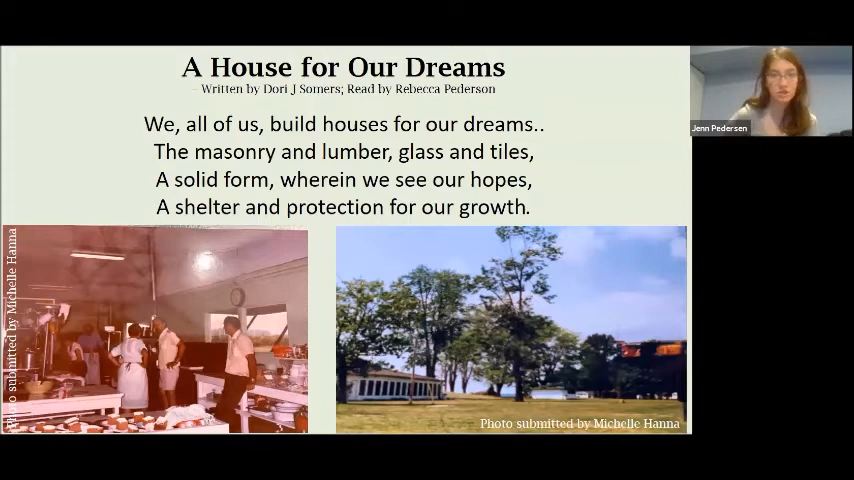 A House for Our Dreams
- Written by Dori J Somers; Read by Rebecca Pederson
We, all of us, build houses for our dreams..
The masonry and lumber, glass and tiles,
A solid form, wherein we see our hopes,
A shelter and protection for our growth.
Photo submitted by Michelle Hanna
Photo submitted by Michelle Hanna
Jenn Pedersen